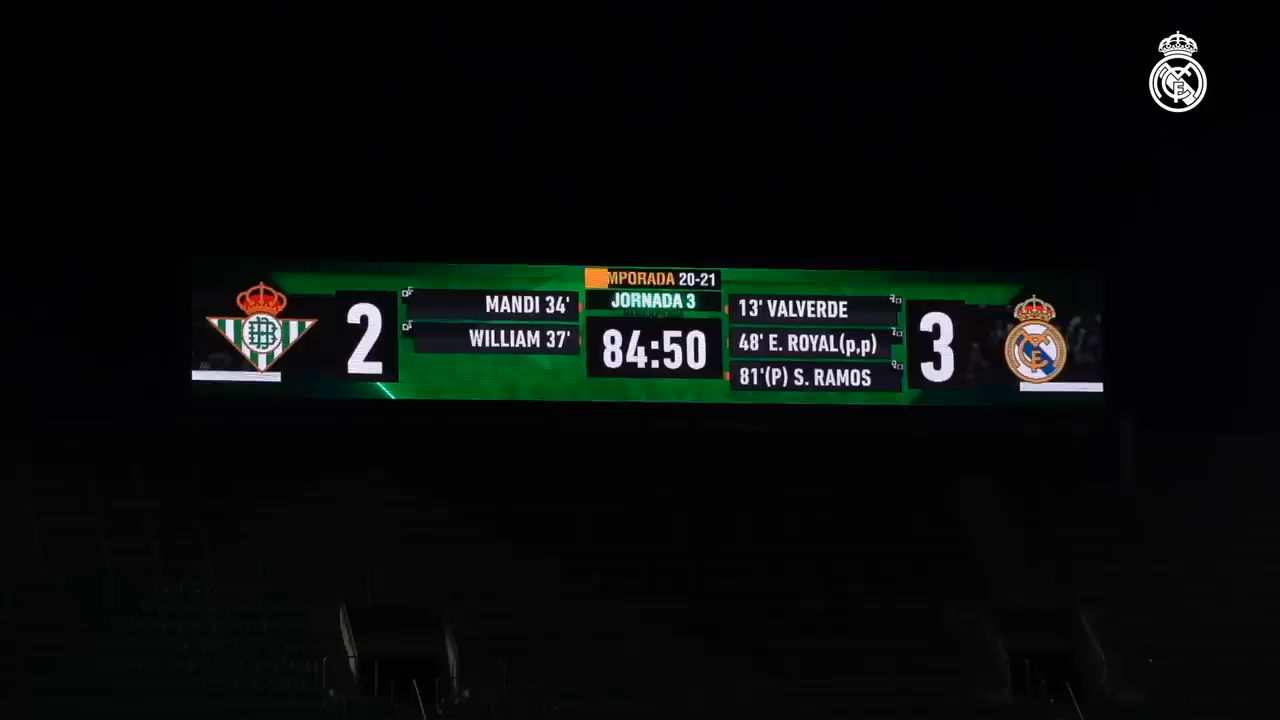 MPORADA 20-21
JORNADA 3
84:50
2
MANDI 34'
WILLIAM 37'
13' VALVERDE
48' E. ROYAL(p,p)
81'(P) S. RAMOS
3